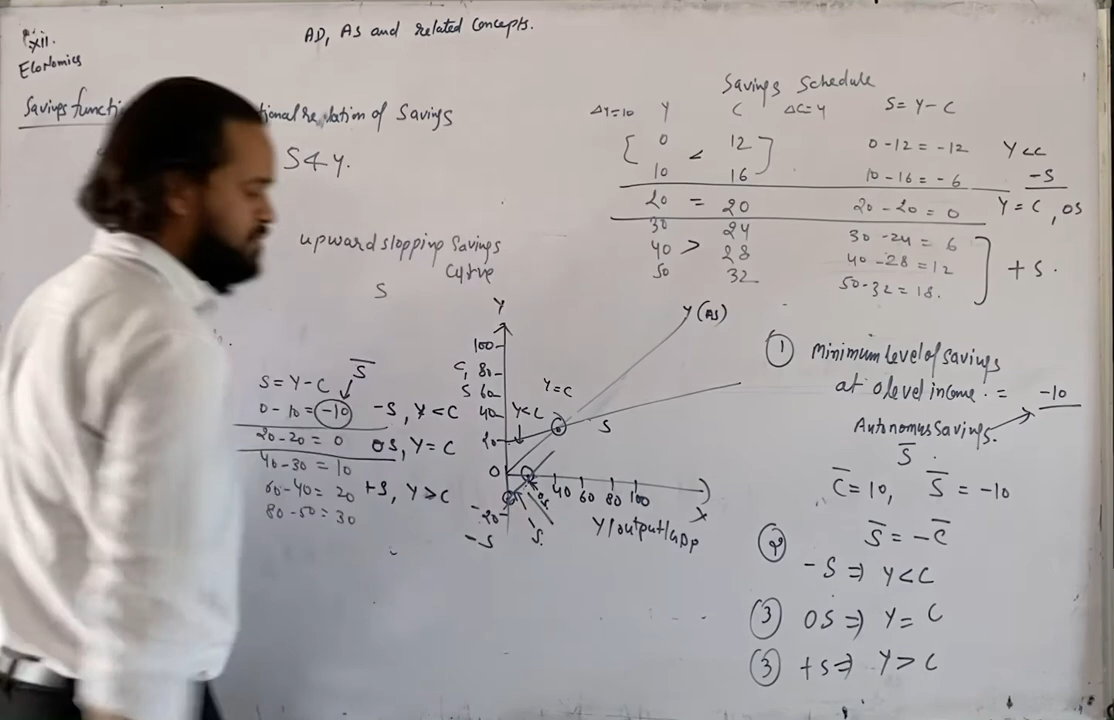 xii.
Economics
AD, AS and related concepts.
Savings functi
tional relation of Savings
S & Y.
upward slopping Savings
curve
S
Savings Schedule
ΔY=10 Y C ΔC=4 S=Y-C
0 < 12 0-12=-12 Y<C
10 16 10-16=-6 -S
20 = 20 20-20=0 Y=C, OS
30 24 30-24=6
40 > 28 40-28=12 +S.
50 32 50-32=18.
S=Y-C S̅
0-10=-10 -S, Y<C
20-20=0 OS, Y=C
40-30=10
60-40=20 +S, Y>C
80-50=30
Y
100
C, 80
S 60
40
20
0
-20
-S
Y(AS)
Y=C
Y<C
S
OS
-S.
40 60 80 100
X
Y/output/
① Minimum level of savings
at 0 level income. = -10
Autonomus savings.
S̅.
C̅=10, S̅=-10
S̅=-C̅
② -S ⇒ Y<C
③ OS ⇒ Y=C
③ +S ⇒ Y>C